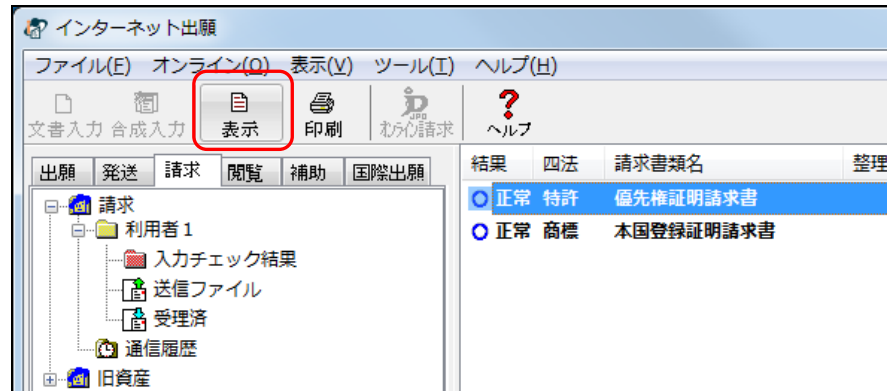 インターネット出願
ファイル(F) オンライン(O) 表示(V) ツール(T) ヘルプ(H)
文書入力 合成入力 表示 印刷 オンライン請求 ヘルプ
出願 発送 請求 閲覧 補助 国際出願
結果 四法 請求書類名 整理
請求
正常 特許 優先権証明請求書
利用者1
正常 商標 本国登録証明請求書
入力チェック結果
送信ファイル
受理済
通信履歴
旧資産